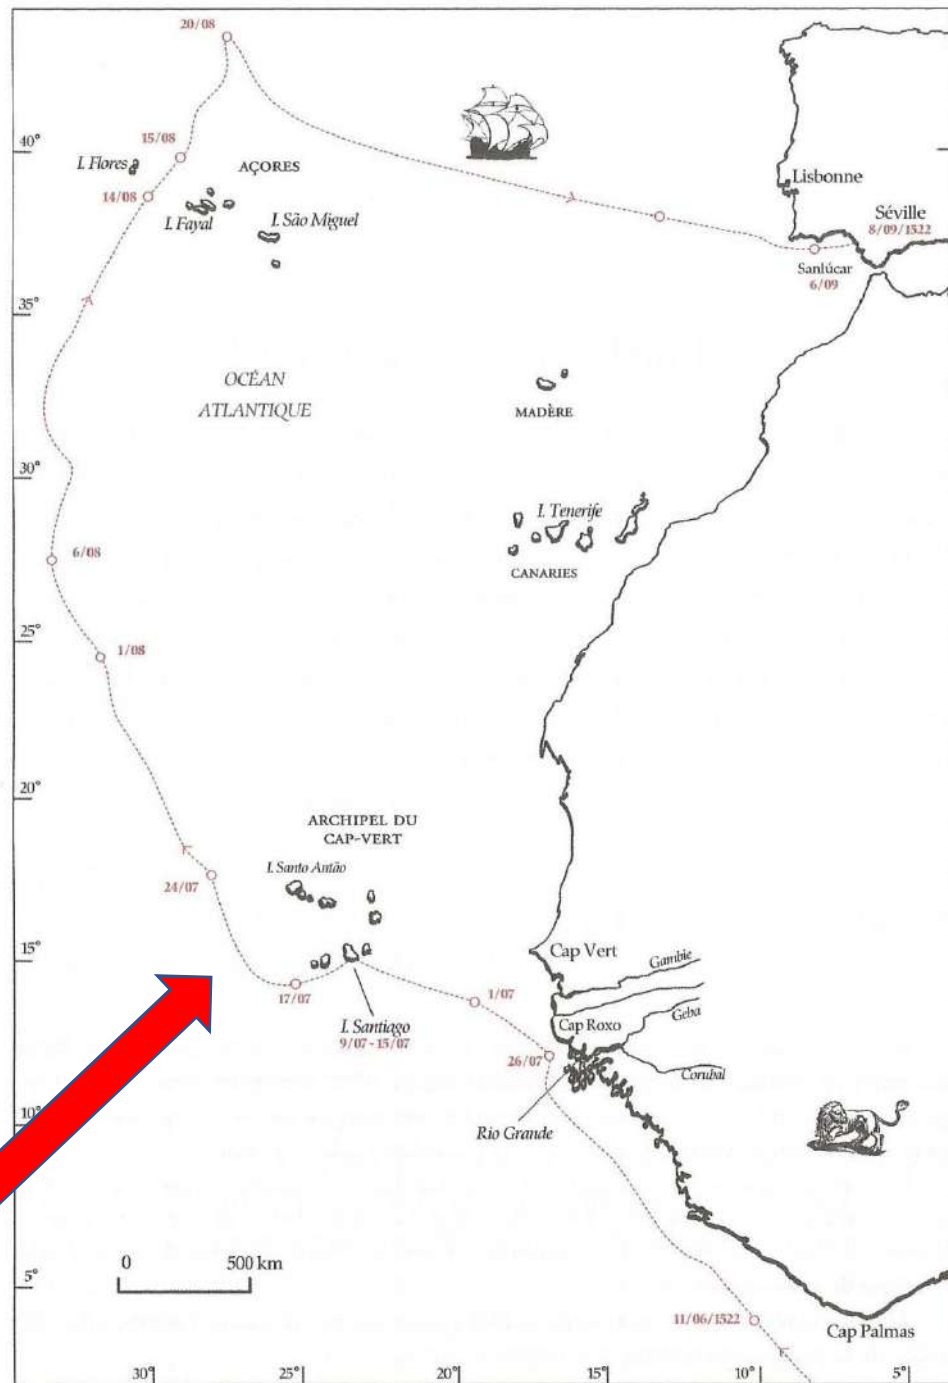 20/08
40°
15/08
I. Flores
AÇORES
14/08
I. Fayal
I. São Miguel
Lisbonne
Séville
8/09/1522
Sanlúcar
6/09
35°
OCÉAN
ATLANTIQUE
MADÈRE
30°
I. Tenerife
6/08
CANARIES
25°
1/08
20°
ARCHIPEL DU
CAP-VERT
I. Santo Antão
24/07
15°
Cap Vert
Gambie
17/07
1/07
I. Santiago
9/07 - 15/07
Cap Roxo
Geba
26/07
Corubal
10°
Rio Grande
0 500 km
5°
11/06/1522
Cap Palmas
30° 25° 20° 15° 10° 5°